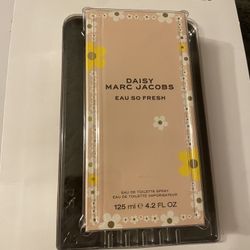 DAISY
MARC JACOBS
EAU SO FRESH
EAU DE TOILETTE SPRAY
EAU DE TOILETTE VAPORISATEUR
125 ml ℮ 4.2 FL OZ